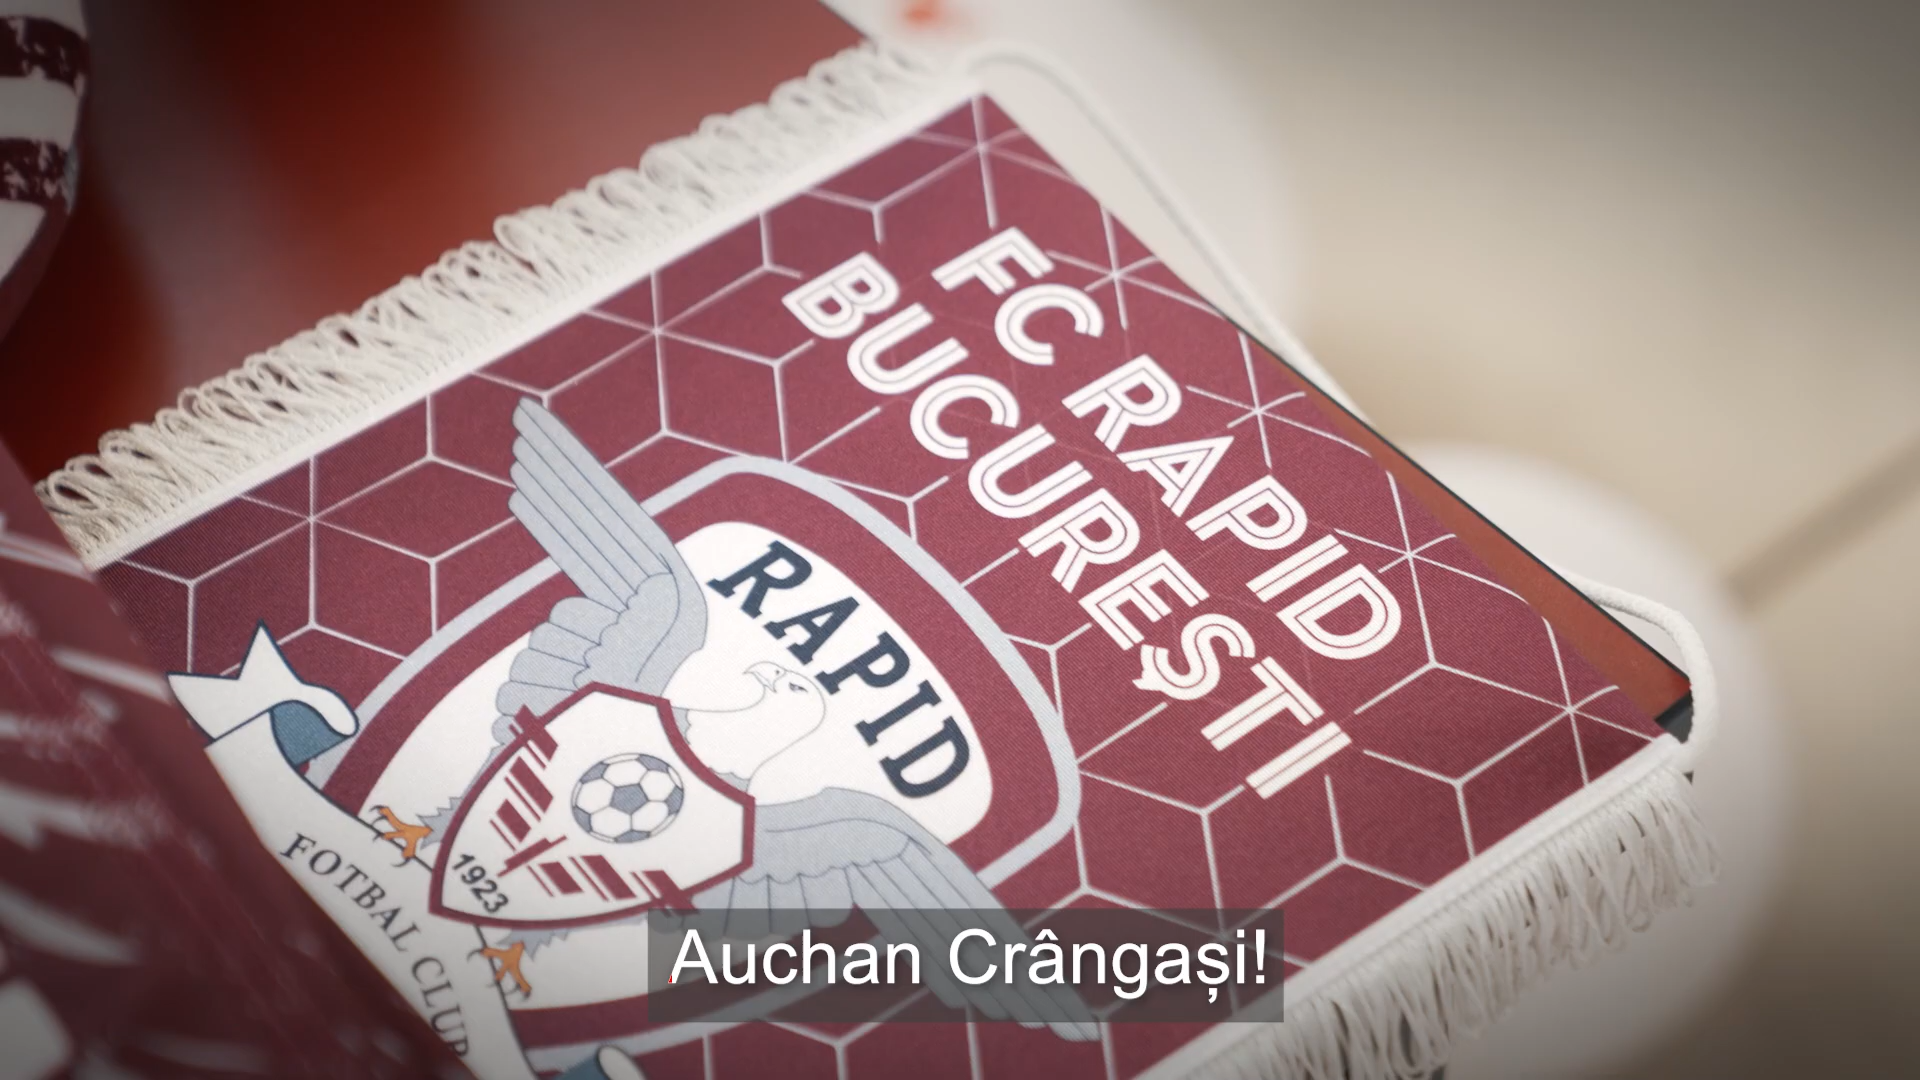 FC RAPID
BUCUREȘTI
RAPID
1923
FOTBAL CLUB
Auchan Crângași!